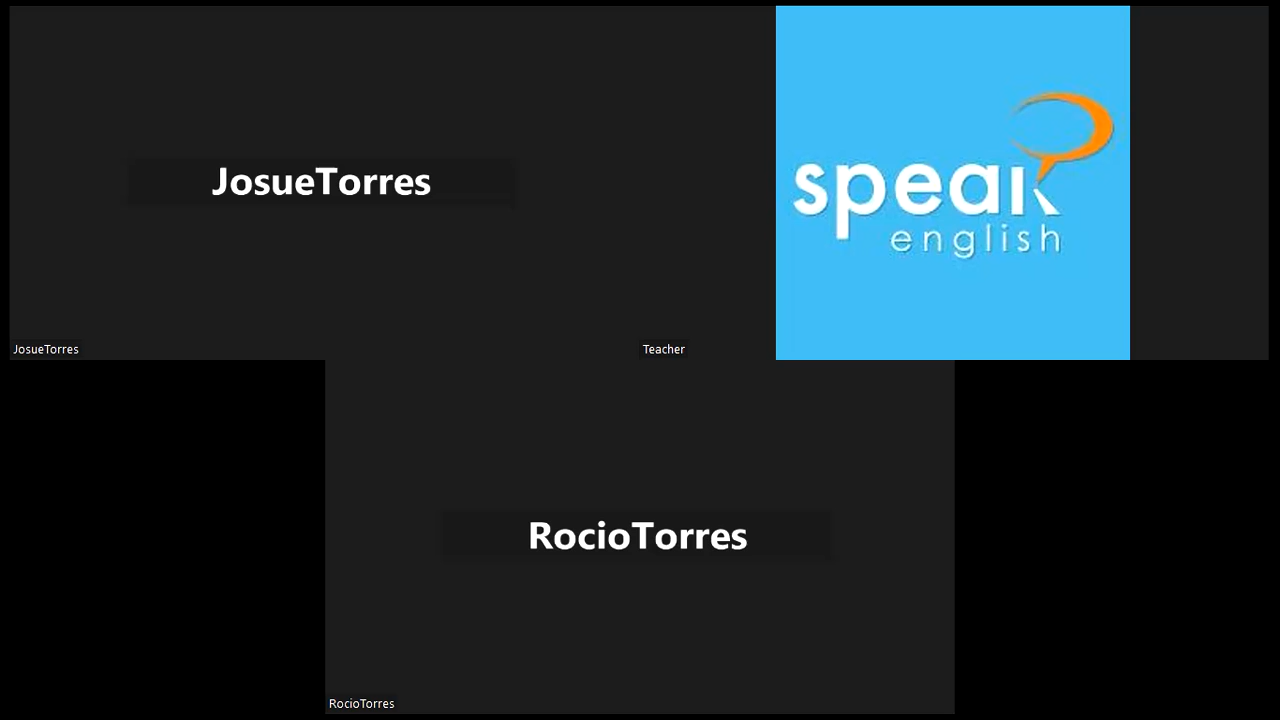 JosueTorres
JosueTorres
speak
english
Teacher
RocioTorres
RocioTorres